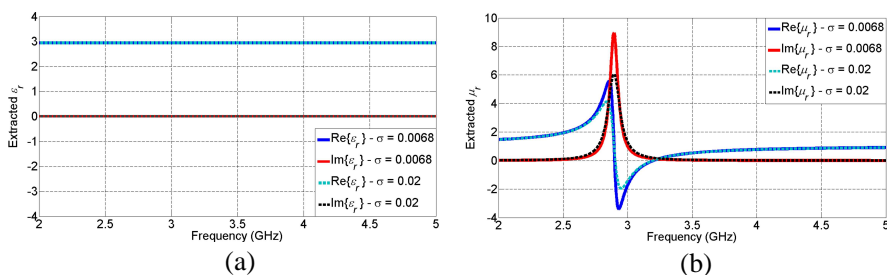 4
3
2
1
0
-1
-2
-3
-4
Extracted εr
2
2.5
3
3.5
4
4.5
5
Frequency (GHz)
Re{εr} - σ = 0.0068
Im{εr} - σ = 0.0068
Re{εr} - σ = 0.02
Im{εr} - σ = 0.02
(a)
10
8
6
4
2
0
-2
-4
Extracted μr
2
2.5
3
3.5
4
4.5
5
Frequency (GHz)
Re{μr} - σ = 0.0068
Im{μr} - σ = 0.0068
Re{μr} - σ = 0.02
Im{μr} - σ = 0.02
(b)